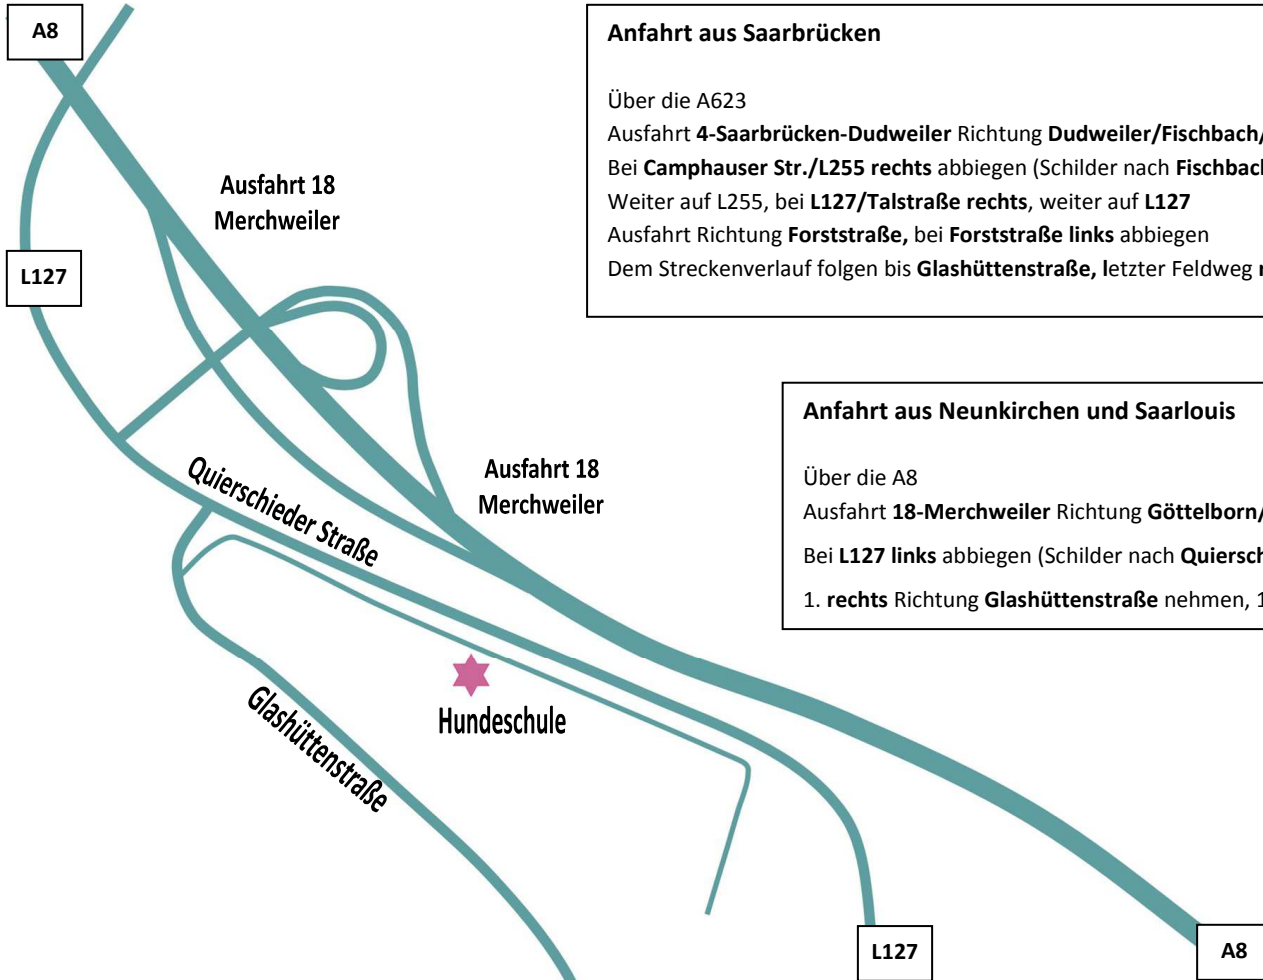 A8
Anfahrt aus Saarbrücken
Über die A623
Ausfahrt 4-Saarbrücken-Dudweiler Richtung Dudweiler/Fischbach/
Bei Camphauser Str./L255 rechts abbiegen (Schilder nach Fischbach
Weiter auf L255, bei L127/Talstraße rechts, weiter auf L127
Ausfahrt Richtung Forststraße, bei Forststraße links abbiegen
Dem Streckenverlauf folgen bis Glashüttenstraße, letzter Feldweg
Ausfahrt 18
Merchweiler
L127
Anfahrt aus Neunkirchen und Saarlouis
Über die A8
Ausfahrt 18-Merchweiler Richtung Göttelborn/
Bei L127 links abbiegen (Schilder nach Quiersch
1. rechts Richtung Glashüttenstraße nehmen, 1
Ausfahrt 18
Merchweiler
Quierschieder Straße
Hundeschule
Glashüttenstraße
L127
A8